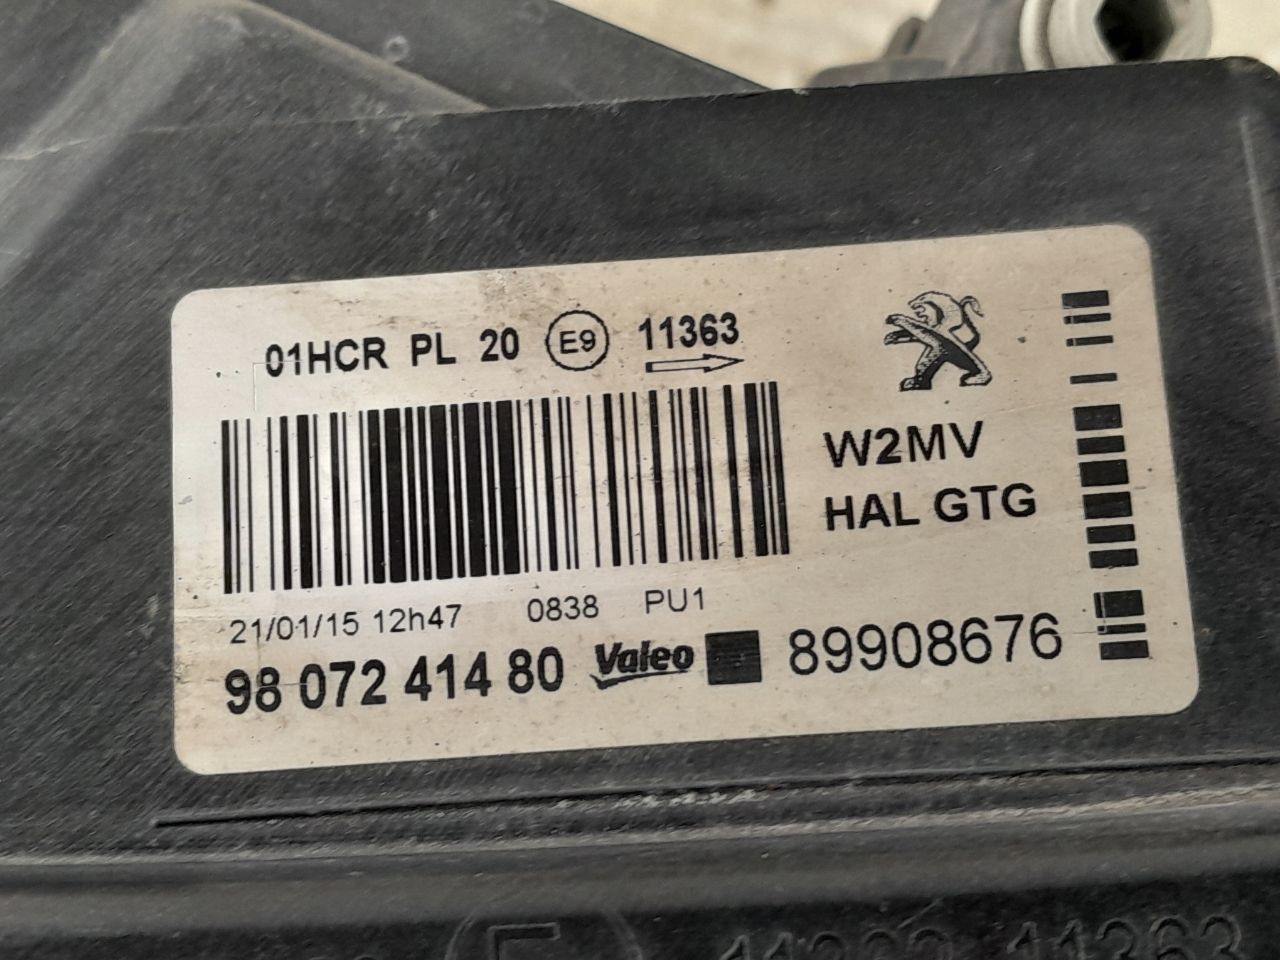 01HCR PL 20 E9 11363
W2MV
HAL GTG
21/01/15 12h47 0838 PU1
98 072 414 80 Valeo 89908676
11363